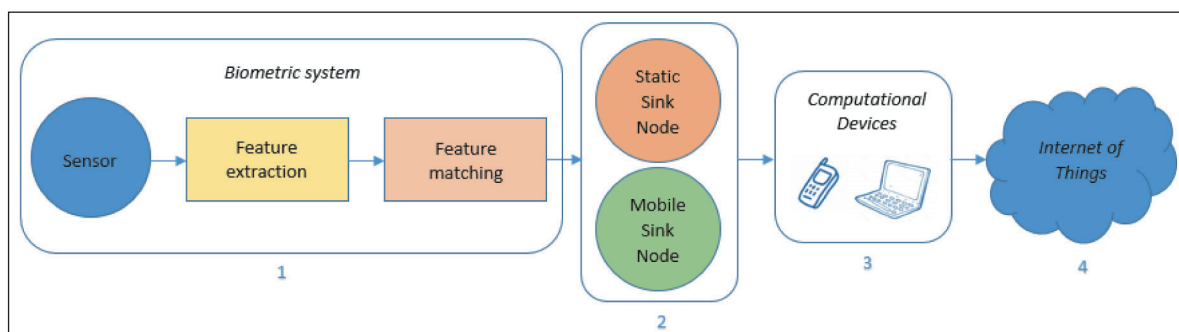 Biometric system
Sensor
Feature
extraction
Feature
matching
1
Static
Sink
Node
Mobile
Sink
Node
2
Computational
Devices
3
Internet of
Things
4